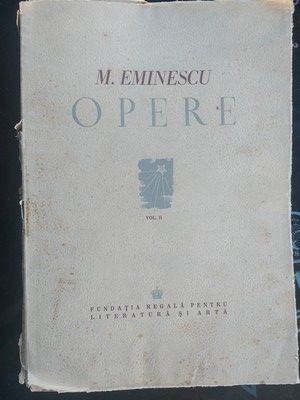 M. EMINESCU
OPERE
VOL. II
FUNDAȚIA REGALĂ PENTRU
LITERATURĂ ȘI ARTĂ